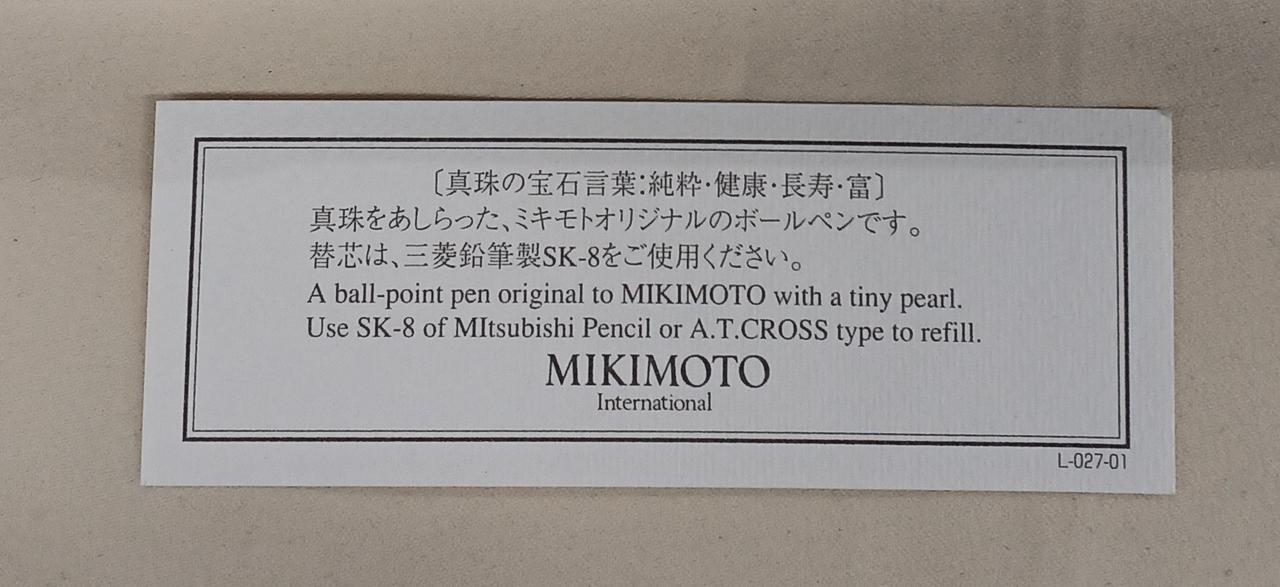 〔真珠の宝石言葉:純粋・健康・長寿・富〕
真珠をあしらった、ミキモトオリジナルのボールペンです。
替芯は、三菱鉛筆製SK-8をご使用ください。
A ball-point pen original to MIKIMOTO with a tiny pearl.
Use SK-8 of MItsubishi Pencil or A.T.CROSS type to refill.
MIKIMOTO
International
L-027-01